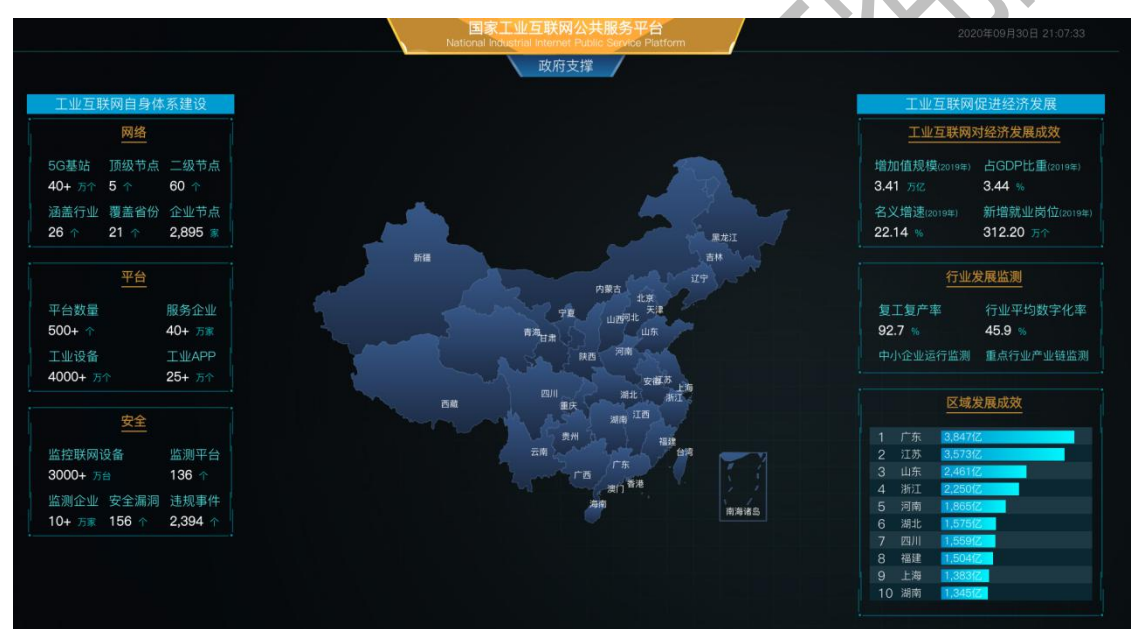 国家工业互联网公共服务平台
National Industrial Internet Public Service Platform
2020年09月30日 21:07:33
政府支撑
工业互联网自身体系建设
网络
5G基站 顶级节点 二级节点
40+ 万个 5 个 60 个
涵盖行业 覆盖省份 企业节点
26 个 21 个 2,895 家
平台
平台数量 服务企业
500+ 个 40+ 万家
工业设备 工业APP
4000+ 万个 25+ 万个
安全
监控联网设备 监测平台
3000+ 万台 136 个
监测企业 安全漏洞 违规事件
10+ 万家 156 个 2,394 个
黑龙江
吉林
新疆
辽宁
内蒙古
北京
天津
宁夏
山西
河北
青海
甘肃
山东
陕西
河南
安徽
江苏
上海
四川
湖北
浙江
西藏
重庆
湖南
江西
贵州
福建
云南
台湾
广东
广西
香港
澳门
海南
南海诸岛
工业互联网促进经济发展
工业互联网对经济发展成效
增加值规模(2019年) 占GDP比重(2019年)
3.41 万亿 3.44 %
名义增速(2019年) 新增就业岗位(2019年)
22.14 % 312.20 万个
行业发展监测
复工复产率 行业平均数字化率
92.7 % 45.9 %
中小企业运行监测 重点行业产业链监测
区域发展成效
1 广东 3,847亿
2 江苏 3,573亿
3 山东 2,461亿
4 浙江 2,250亿
5 河南 1,865亿
6 湖北 1,575亿
7 四川 1,559亿
8 福建 1,504亿
9 上海 1,383亿
10 湖南 1,345亿